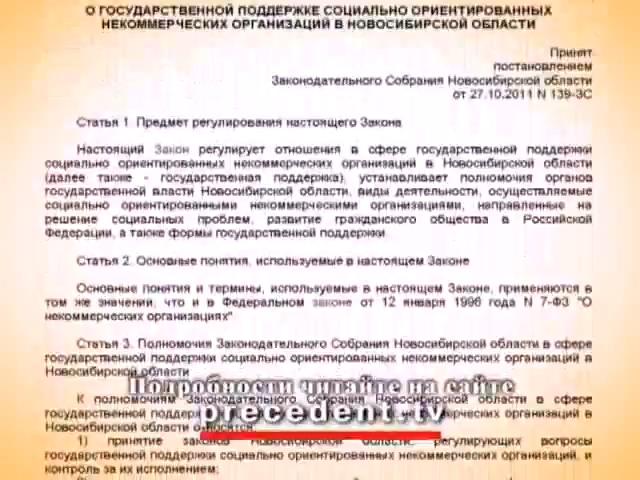 О ГОСУДАРСТВЕННОЙ ПОДДЕРЖКЕ СОЦИАЛЬНО ОРИЕНТИРОВАННЫХ
НЕКОММЕРЧЕСКИХ ОРГАНИЗАЦИЙ В НОВОСИБИРСКОЙ ОБЛАСТИ
Принят
постановлением
Законодательного Собрания Новосибирской области
от 27.10.2011 N 139-ЗС
Статья 1. Предмет регулирования настоящего Закона
Настоящий Закон регулирует отношения в сфере государственной поддержки
социально ориентированных некоммерческих организаций в Новосибирской области
(далее также - государственная поддержка), устанавливает полномочия органов
государственной власти Новосибирской области, виды деятельности, осуществляемые
социально ориентированными некоммерческими организациями, направленные на
решение социальных проблем, развитие гражданского общества в Российской
Федерации, а также формы государственной поддержки.
Статья 2. Основные понятия, используемые в настоящем Законе
Основные понятия и термины, используемые в настоящем Законе, применяются в
том же значении, что и в Федеральном законе от 12 января 1996 года N 7-ФЗ "О
некоммерческих организациях".
Статья 3. Полномочия Законодательного Собрания Новосибирской области в сфере
государственной поддержки социально ориентированных некоммерческих организаций в
Новосибирской области
Подробности читайте на сайте
precedent.tv
К полномочиям Законодательного Собрания Новосибирской области в сфере
государственной некоммерческих организаций в
Новосибирской области относятся:
1) принятие законов Новосибирской области, регулирующих вопросы
государственной поддержки социально ориентированных некоммерческих организаций, и
контроль за их исполнением;